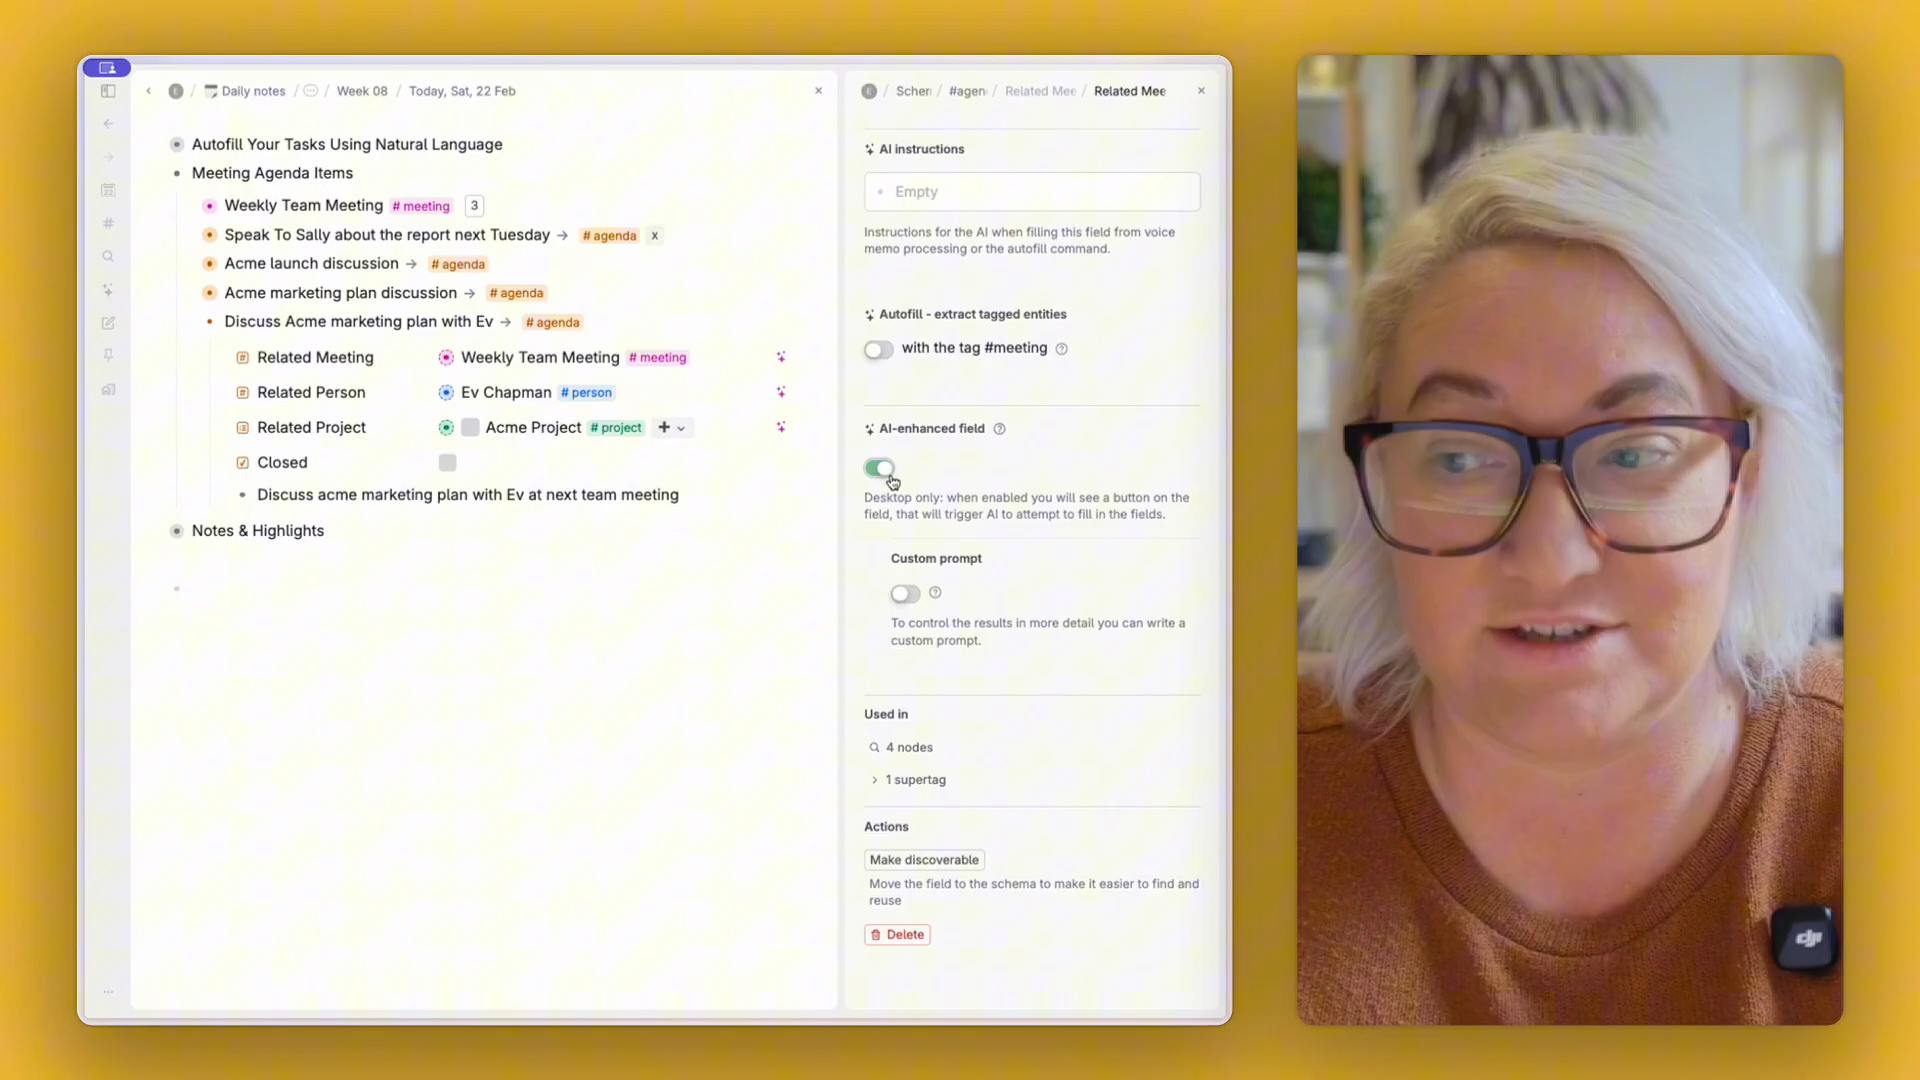 Daily notes / Week 08 / Today, Sat, 22 Feb
Autofill Your Tasks Using Natural Language
Meeting Agenda Items
Weekly Team Meeting # meeting 3
Speak To Sally about the report next Tuesday → # agenda x
Acme launch discussion → # agenda
Acme marketing plan discussion → # agenda
Discuss Acme marketing plan with Ev → # agenda
Related Meeting Weekly Team Meeting # meeting
Related Person Ev Chapman # person
Related Project Acme Project # project
Closed
Discuss acme marketing plan with Ev at next team meeting
Notes & Highlights
E / Schem / #agen / Related Mee / Related Mee
AI instructions
Empty
Instructions for the AI when filling this field from voice
memo processing or the autofill command.
Autofill - extract tagged entities
with the tag #meeting
AI-enhanced field
Desktop only: when enabled you will see a button on the
field, that will trigger AI to attempt to fill in the fields.
Custom prompt
To control the results in more detail you can write a
custom prompt.
Used in
4 nodes
1 supertag
Actions
Make discoverable
Move the field to the schema to make it easier to find and
reuse
Delete
dji